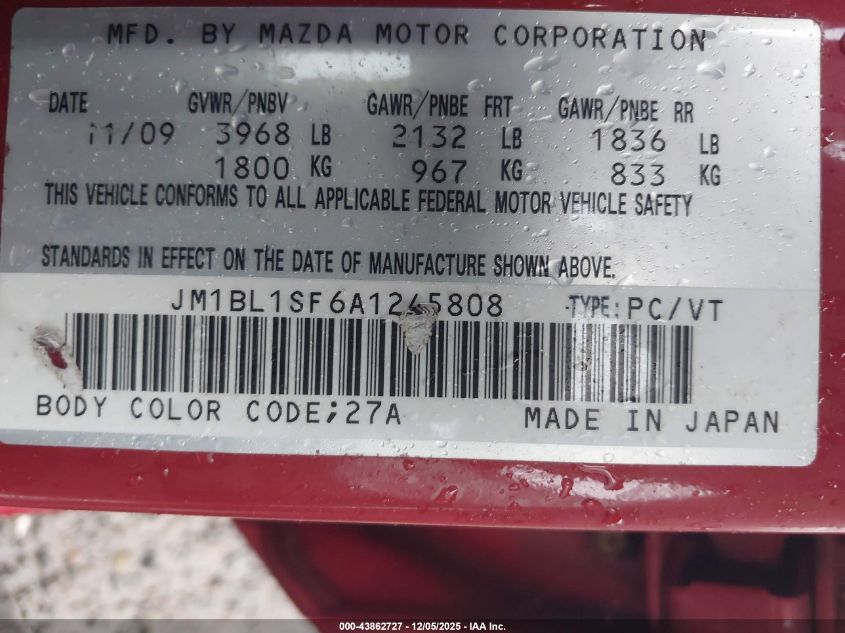 MFD. BY MAZDA MOTOR CORPORATION
DATE GVWR/PNBV GAWR/PNBE FRT GAWR/PNBE RR
11/09 3968 LB 2132 LB 1836 LB
1800 KG 967 KG 833 KG
THIS VEHICLE CONFORMS TO ALL APPLICABLE FEDERAL MOTOR VEHICLE SAFETY
STANDARDS IN EFFECT ON THE DATE OF MANUFACTURE SHOWN ABOVE.
JM1BL1SF6A1245808 TYPE: PC/VT
BODY COLOR CODE;27A MADE IN JAPAN
000-43862727 - 12/05/2025 - IAA Inc.